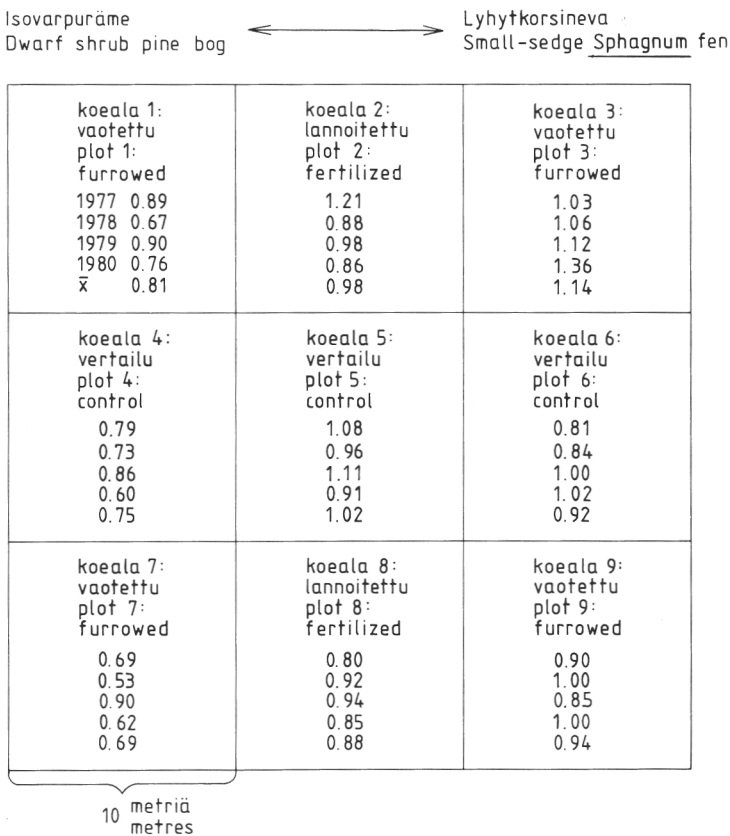 Isovarpuräme
Dwarf shrub pine bog
Lyhytkorsineva
Small-sedge Sphagnum fen
koeala 1:
vaotettu
plot 1:
furrowed
1977 0.89
1978 0.67
1979 0.90
1980 0.76
x̄ 0.81
koeala 2:
lannoitettu
plot 2:
fertilized
1.21
0.88
0.98
0.86
0.98
koeala 3:
vaotettu
plot 3:
furrowed
1.03
1.06
1.12
1.36
1.14
koeala 4:
vertailu
plot 4:
control
0.79
0.73
0.86
0.60
0.75
koeala 5:
vertailu
plot 5:
control
1.08
0.96
1.11
0.91
1.02
koeala 6:
vertailu
plot 6:
control
0.81
0.84
1.00
1.02
0.92
koeala 7:
vaotettu
plot 7:
furrowed
0.69
0.53
0.90
0.62
0.69
koeala 8:
lannoitettu
plot 8:
fertilized
0.80
0.92
0.94
0.85
0.88
koeala 9:
vaotettu
plot 9:
furrowed
0.90
1.00
0.85
1.00
0.94
10 metriä
metres